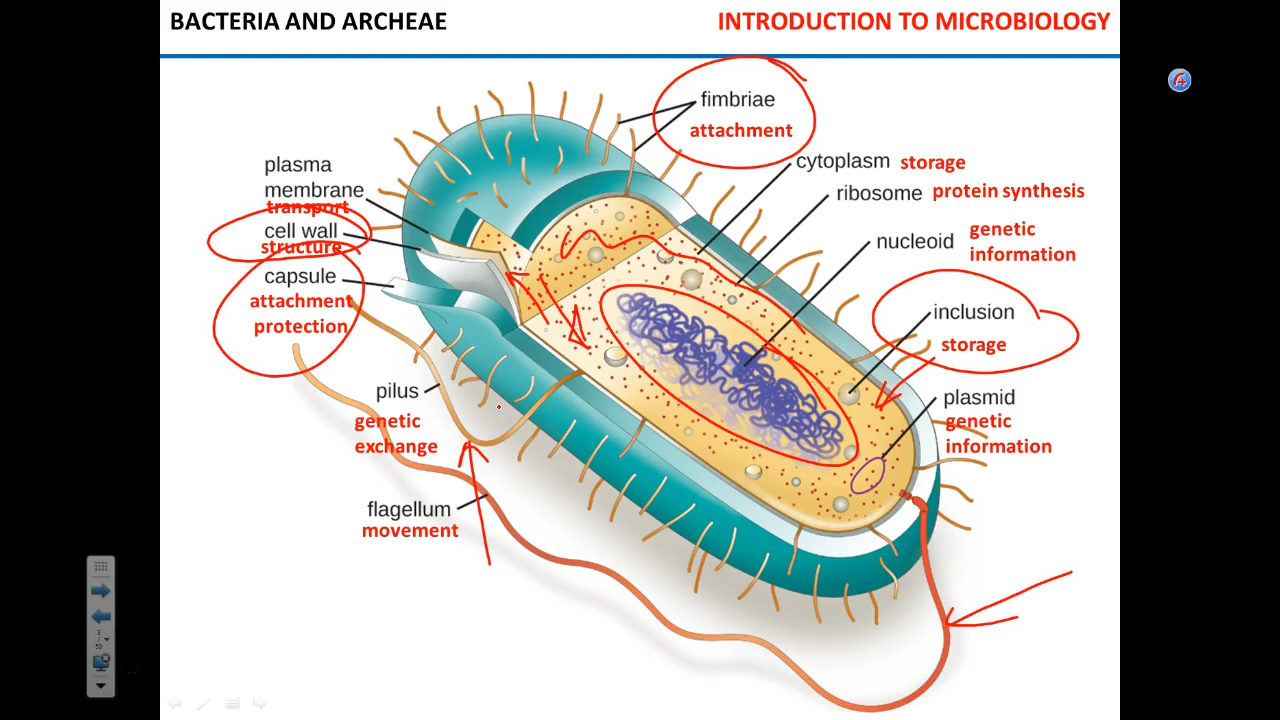 BACTERIA AND ARCHEAE
INTRODUCTION TO MICROBIOLOGY
fimbriae
attachment
cytoplasm storage
ribosome protein synthesis
nucleoid
genetic
information
inclusion
storage
plasmid
genetic
information
plasma
membrane
transport
cell wall
structure
capsule
attachment
protection
pilus
genetic
exchange
flagellum
movement